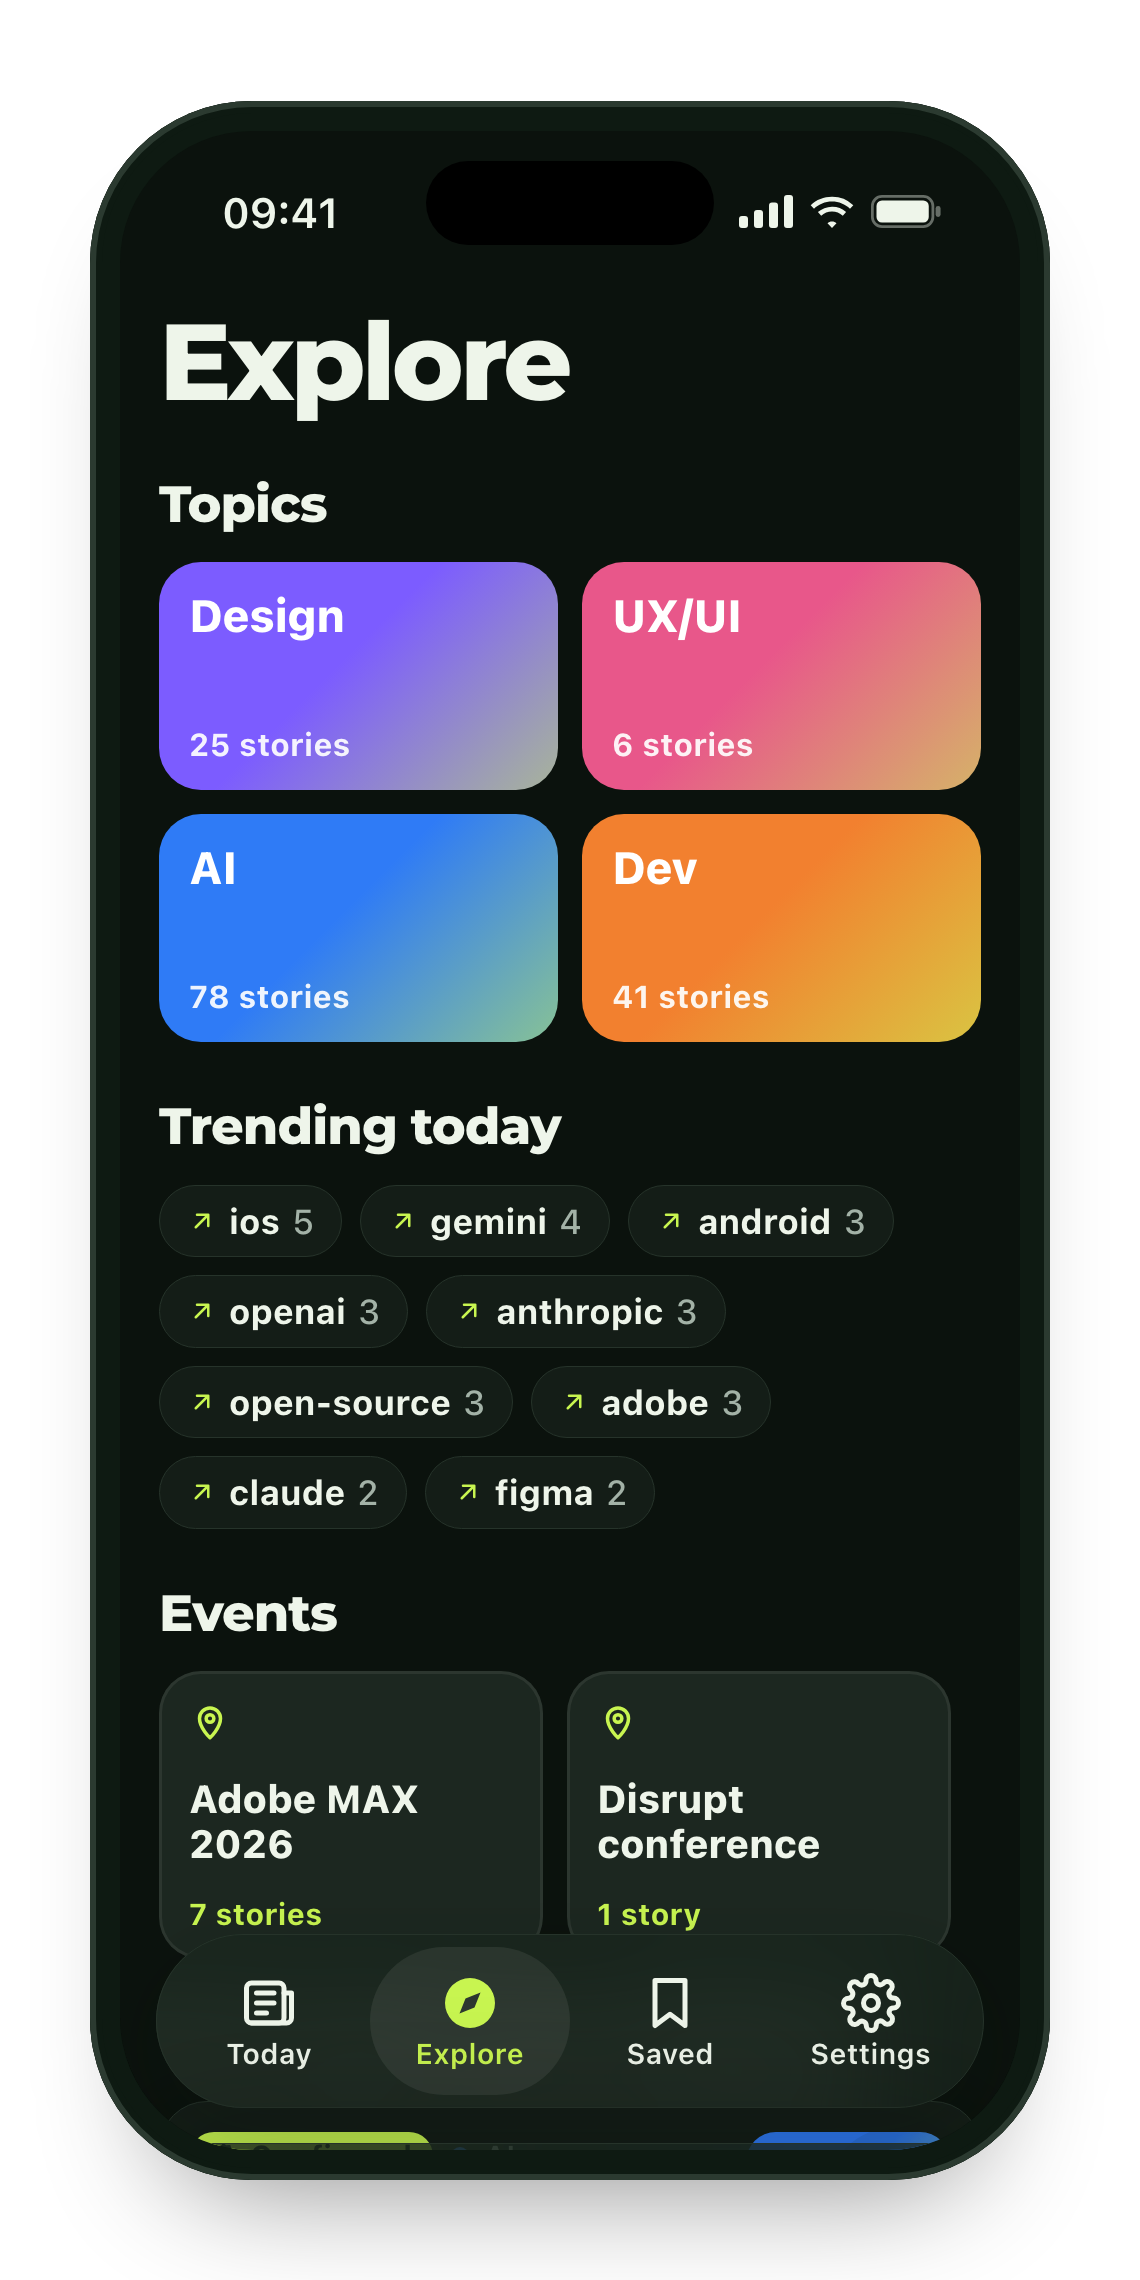 09:41
Explore
Topics
Design
25 stories
UX/UI
6 stories
AI
78 stories
Dev
41 stories
Trending today
ios 5
gemini 4
android 3
openai 3
anthropic 3
open-source 3
adobe 3
claude 2
figma 2
Events
Adobe MAX
2026
7 stories
Disrupt
conference
1 story
Today
Explore
Saved
Settings